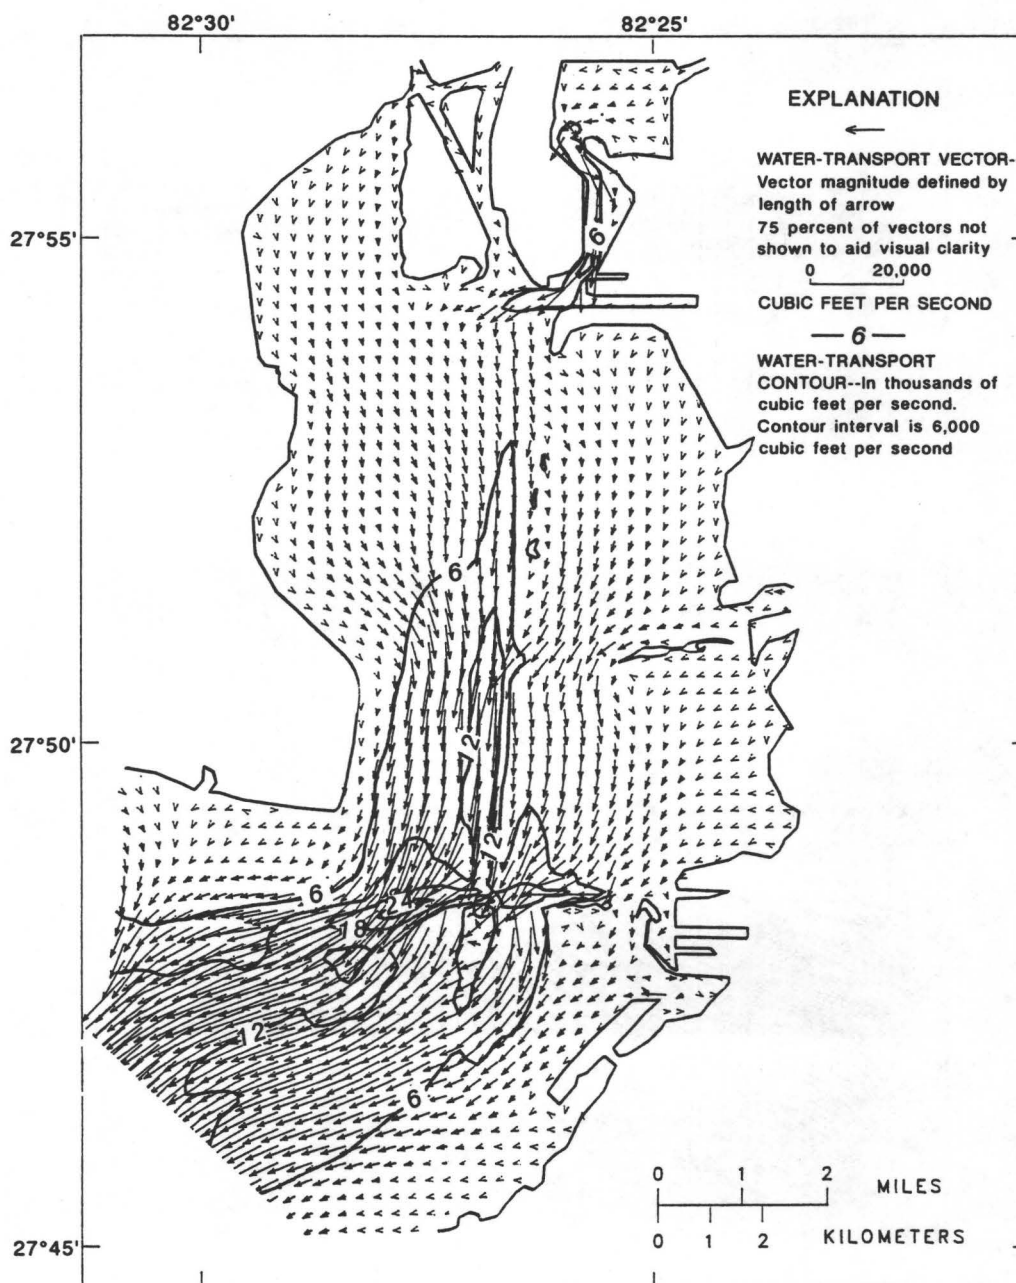 82°30'
82°25'
EXPLANATION
WATER-TRANSPORT VECTOR-
Vector magnitude defined by
length of arrow
75 percent of vectors not
shown to aid visual clarity
0 20,000
CUBIC FEET PER SECOND
6
WATER-TRANSPORT
CONTOUR--In thousands of
cubic feet per second.
Contour interval is 6,000
cubic feet per second
27°55'
6
6
27°50'
12
12
6
24
18
12
6
0 1 2
MILES
0 1 2
KILOMETERS
27°45'